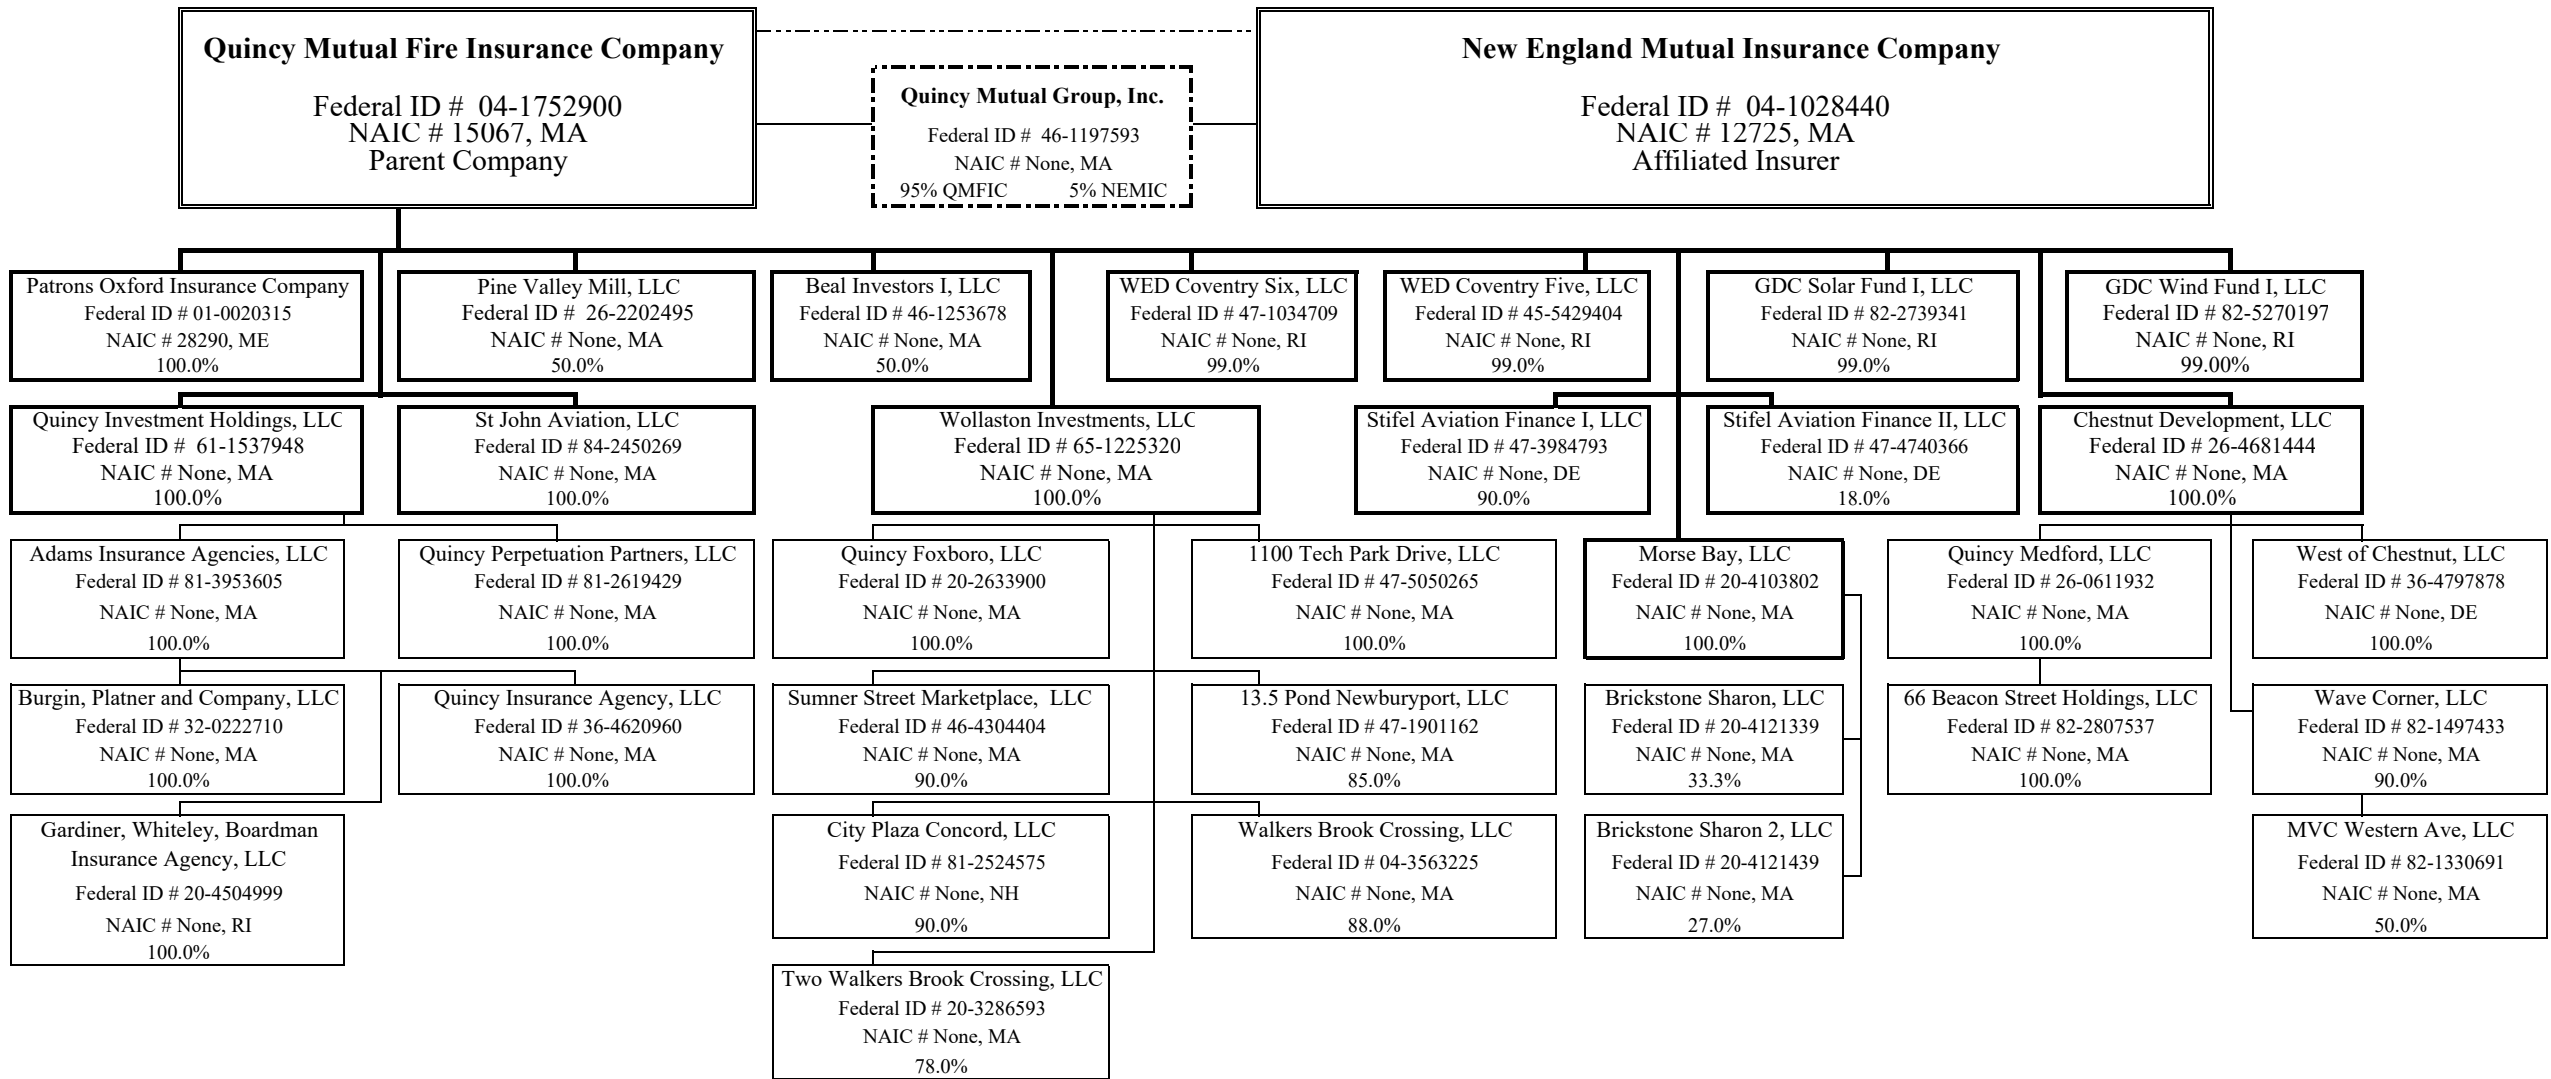 Quincy Mutual Fire Insurance Company
Federal ID #  04-1752900
NAIC # 15067, MA
Parent Company
Quincy Mutual Group, Inc.
Federal ID #  46-1197593
NAIC # None, MA
95% QMFIC 5% NEMIC
New England Mutual Insurance Company
Federal ID #  04-1028440
NAIC # 12725, MA
Affiliated Insurer
Patrons Oxford Insurance Company
Federal ID # 01-0020315
NAIC # 28290, ME
100.0%
Pine Valley Mill, LLC
Federal ID #  26-2202495
NAIC # None, MA
50.0%
Beal Investors I, LLC
Federal ID # 46-1253678
NAIC # None, MA
50.0%
WED Coventry Six, LLC
Federal ID # 47-1034709
NAIC # None, RI
99.0%
WED Coventry Five, LLC
Federal ID # 45-5429404
NAIC # None, RI
99.0%
GDC Solar Fund I, LLC
Federal ID # 82-2739341
NAIC # None, RI
99.0%
GDC Wind Fund I, LLC
Federal ID # 82-5270197
NAIC # None, RI
99.00%
Quincy Investment Holdings, LLC
Federal ID #  61-1537948
NAIC # None, MA
100.0%
St John Aviation, LLC
Federal ID # 84-2450269
NAIC # None, MA
100.0%
Wollaston Investments, LLC
Federal ID # 65-1225320
NAIC # None, MA
100.0%
Stifel Aviation Finance I, LLC
Federal ID # 47-3984793
NAIC # None, DE
90.0%
Stifel Aviation Finance II, LLC
Federal ID # 47-4740366
NAIC # None, DE
18.0%
Chestnut Development, LLC
Federal ID # 26-4681444
NAIC # None, MA
100.0%
Adams Insurance Agencies, LLC
Federal ID # 81-3953605
NAIC # None, MA
100.0%
Quincy Perpetuation Partners, LLC
Federal ID # 81-2619429
NAIC # None, MA
100.0%
Quincy Foxboro, LLC
Federal ID # 20-2633900
NAIC # None, MA
100.0%
1100 Tech Park Drive, LLC
Federal ID # 47-5050265
NAIC # None, MA
100.0%
Morse Bay, LLC
Federal ID # 20-4103802
NAIC # None, MA
100.0%
Quincy Medford, LLC
Federal ID # 26-0611932
NAIC # None, MA
100.0%
West of Chestnut, LLC
Federal ID # 36-4797878
NAIC # None, DE
100.0%
Burgin, Platner and Company, LLC
Federal ID # 32-0222710
NAIC # None, MA
100.0%
Quincy Insurance Agency, LLC
Federal ID # 36-4620960
NAIC # None, MA
100.0%
Sumner Street Marketplace,  LLC
Federal ID # 46-4304404
NAIC # None, MA
90.0%
13.5 Pond Newburyport, LLC
Federal ID # 47-1901162
NAIC # None, MA
85.0%
Brickstone Sharon, LLC
Federal ID # 20-4121339
NAIC # None, MA
33.3%
66 Beacon Street Holdings, LLC
Federal ID # 82-2807537
NAIC # None, MA
100.0%
Wave Corner, LLC
Federal ID # 82-1497433
NAIC # None, MA
90.0%
Gardiner, Whiteley, Boardman
Insurance Agency, LLC
Federal ID # 20-4504999
NAIC # None, RI
100.0%
City Plaza Concord, LLC
Federal ID # 81-2524575
NAIC # None, NH
90.0%
Walkers Brook Crossing, LLC
Federal ID # 04-3563225
NAIC # None, MA
88.0%
Brickstone Sharon 2, LLC
Federal ID # 20-4121439
NAIC # None, MA
27.0%
MVC Western Ave, LLC
Federal ID # 82-1330691
NAIC # None, MA
50.0%
Two Walkers Brook Crossing, LLC
Federal ID # 20-3286593
NAIC # None, MA
78.0%